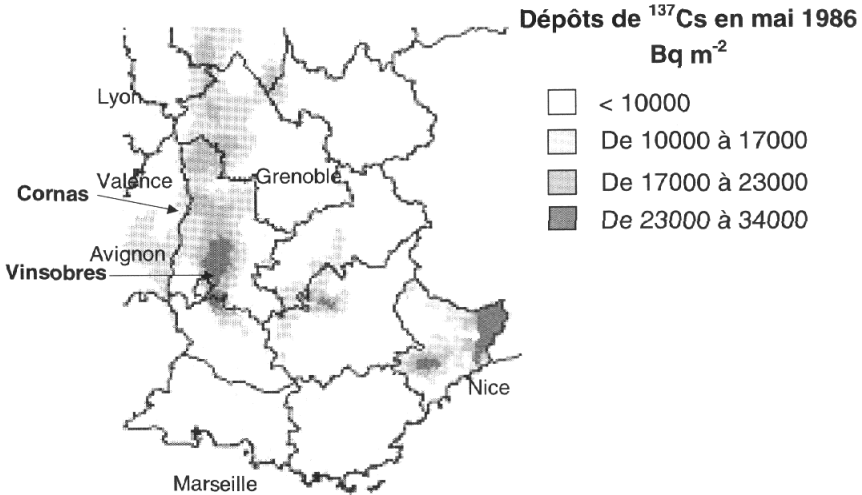 Dépôts de ¹³⁷Cs en mai 1986
Bq m⁻²
< 10000
De 10000 à 17000
De 17000 à 23000
De 23000 à 34000
Lyon
Valence
Grenoble
Cornas
Avignon
Vinsobres
Nice
Marseille